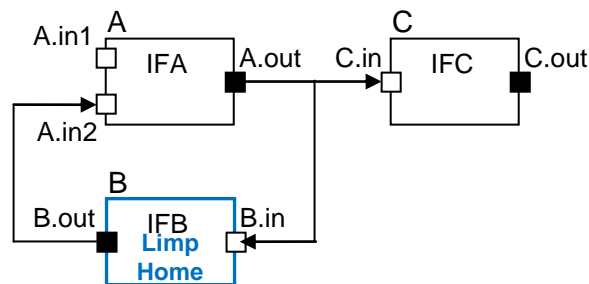 A
C
A.in1
IFA
A.out
C.in
IFC
C.out
A.in2
B
B.out
IFB
B.in
Limp
Home